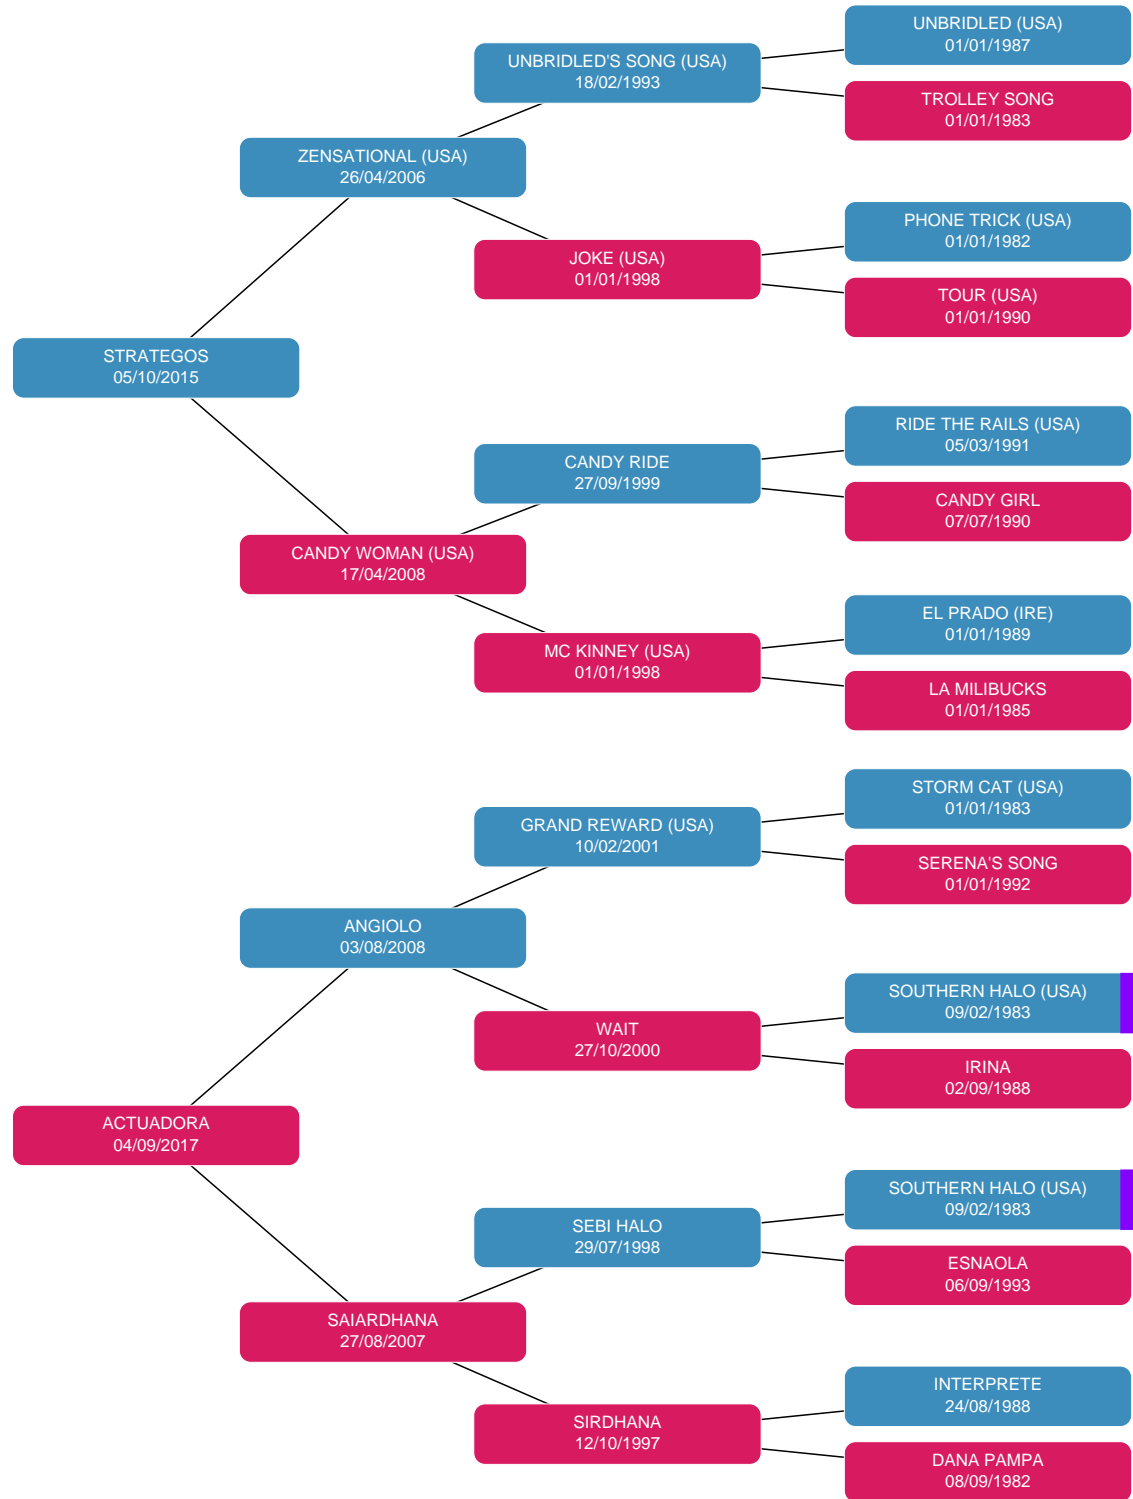 UNBRIDLED (USA)
01/01/1987
UNBRIDLED'S SONG (USA)
18/02/1993
TROLLEY SONG
01/01/1983
ZENSATIONAL (USA)
26/04/2006
PHONE TRICK (USA)
01/01/1982
JOKE (USA)
01/01/1998
TOUR (USA)
01/01/1990
STRATEGOS
05/10/2015
RIDE THE RAILS (USA)
05/03/1991
CANDY RIDE
27/09/1999
CANDY GIRL
07/07/1990
CANDY WOMAN (USA)
17/04/2008
EL PRADO (IRE)
01/01/1989
MC KINNEY (USA)
01/01/1998
LA MILIBUCKS
01/01/1985
STORM CAT (USA)
01/01/1983
GRAND REWARD (USA)
10/02/2001
SERENA'S SONG
01/01/1992
ANGIOLO
03/08/2008
SOUTHERN HALO (USA)
09/02/1983
WAIT
27/10/2000
IRINA
02/09/1988
ACTUADORA
04/09/2017
SOUTHERN HALO (USA)
09/02/1983
SEBI HALO
29/07/1998
ESNAOLA
06/09/1993
SAIARDHANA
27/08/2007
INTERPRETE
24/08/1988
SIRDHANA
12/10/1997
DANA PAMPA
08/09/1982